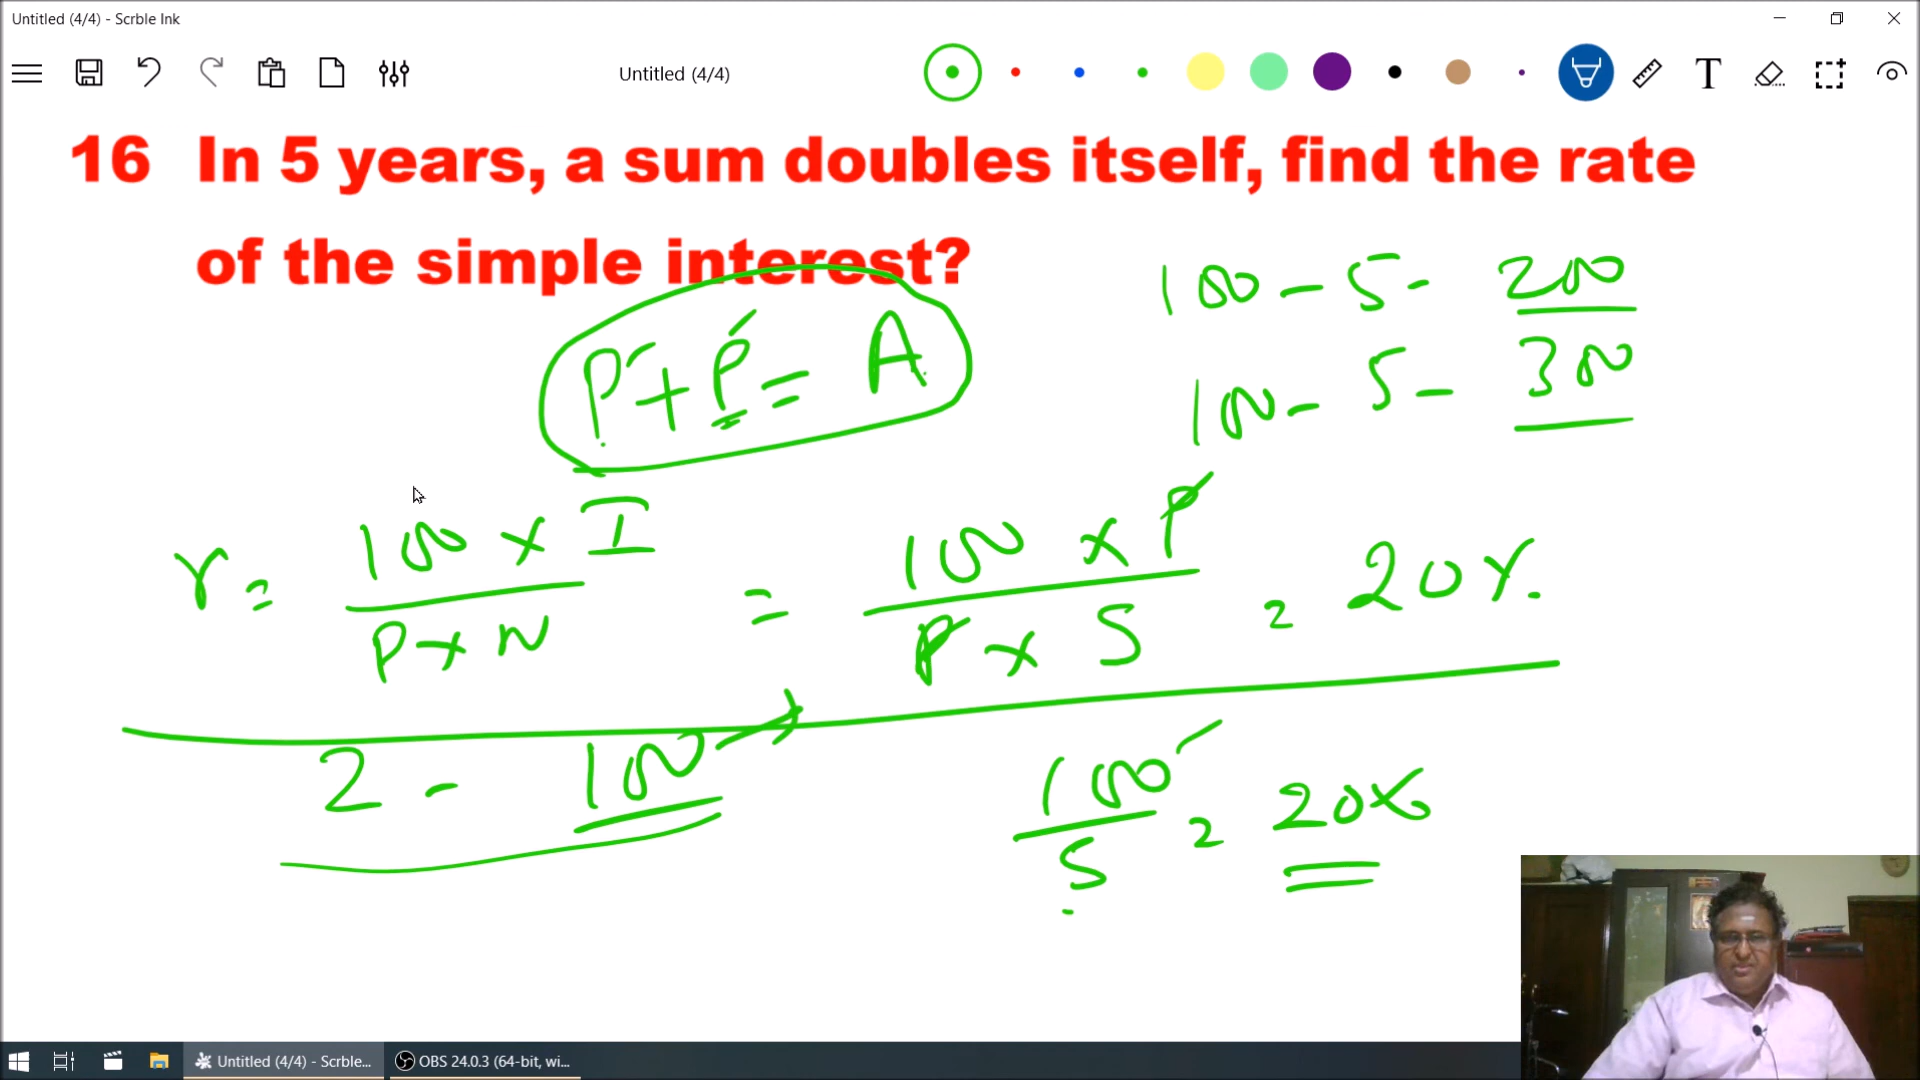 Untitled (4/4) - Scrble Ink
Untitled (4/4)
T
16 In 5 years, a sum doubles itself, find the rate
of the simple interest?
100 - 5 - 200
P + P = A
100 - 5 - 300
r = 100 x I / P x N = 100 x P / P x 5 = 20%
2 - 100 →
100 / 5 = 20%
Untitled (4/4) - Scrble...
OBS 24.0.3 (64-bit, wi...